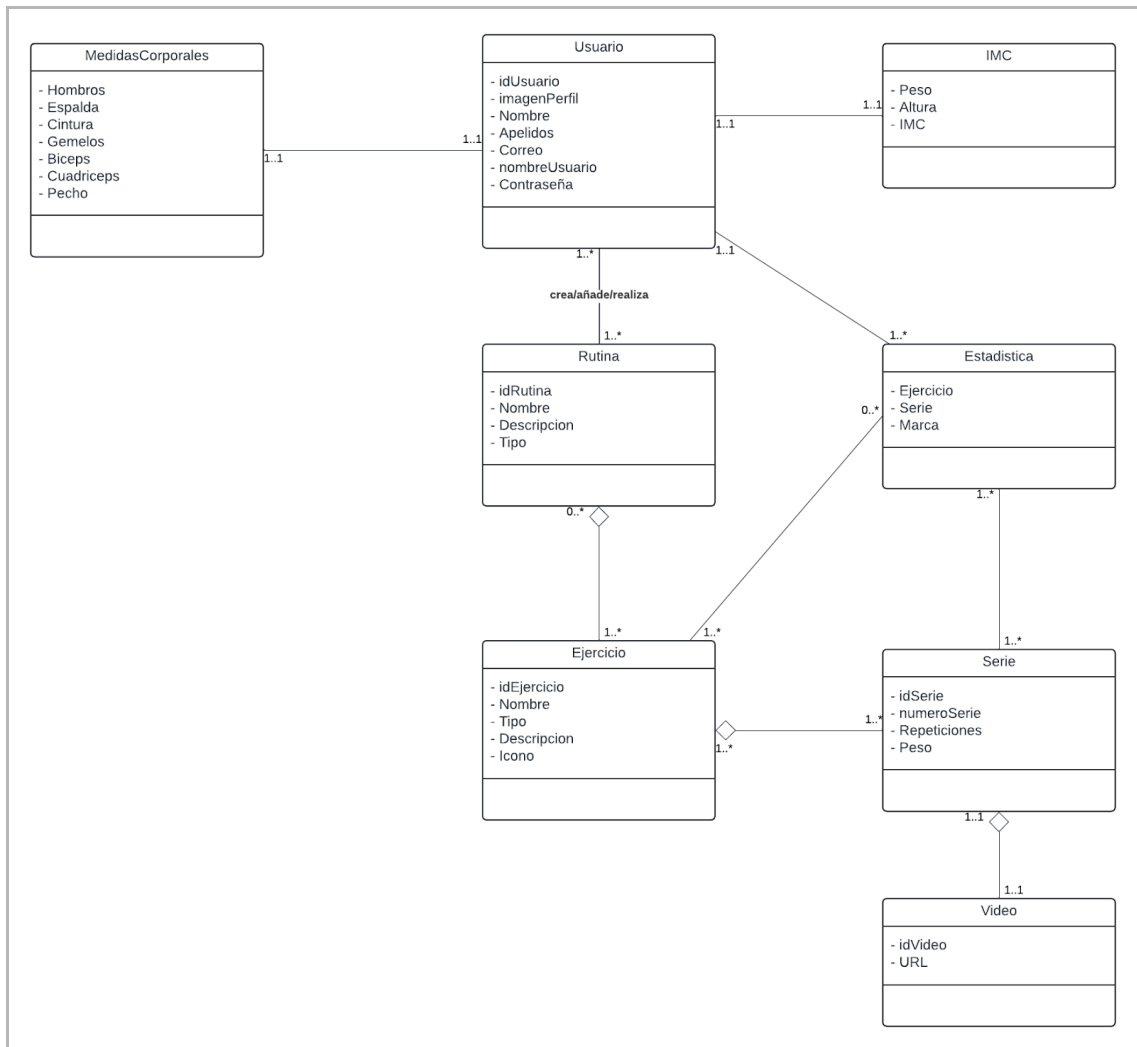 MedidasCorporales
- Hombros
- Espalda
- Cintura
- Gemelos
- Biceps
- Cuadriceps
- Pecho
1..1
1..1
Usuario
- idUsuario
- imagenPerfil
- Nombre
- Apelidos
- Correo
- nombreUsuario
- Contraseña
1..1
1..1
IMC
- Peso
- Altura
- IMC
1..*
crea/añade/realiza
1..*
1..1
1..*
Rutina
- idRutina
- Nombre
- Descripcion
- Tipo
0..*
1..*
Estadistica
- Ejercicio
- Serie
- Marca
0..*
1..*
1..*
1..*
Ejercicio
- idEjercicio
- Nombre
- Tipo
- Descripcion
- Icono
1..*
1..*
Serie
- idSerie
- numeroSerie
- Repeticiones
- Peso
1..1
1..1
Video
- idVideo
- URL